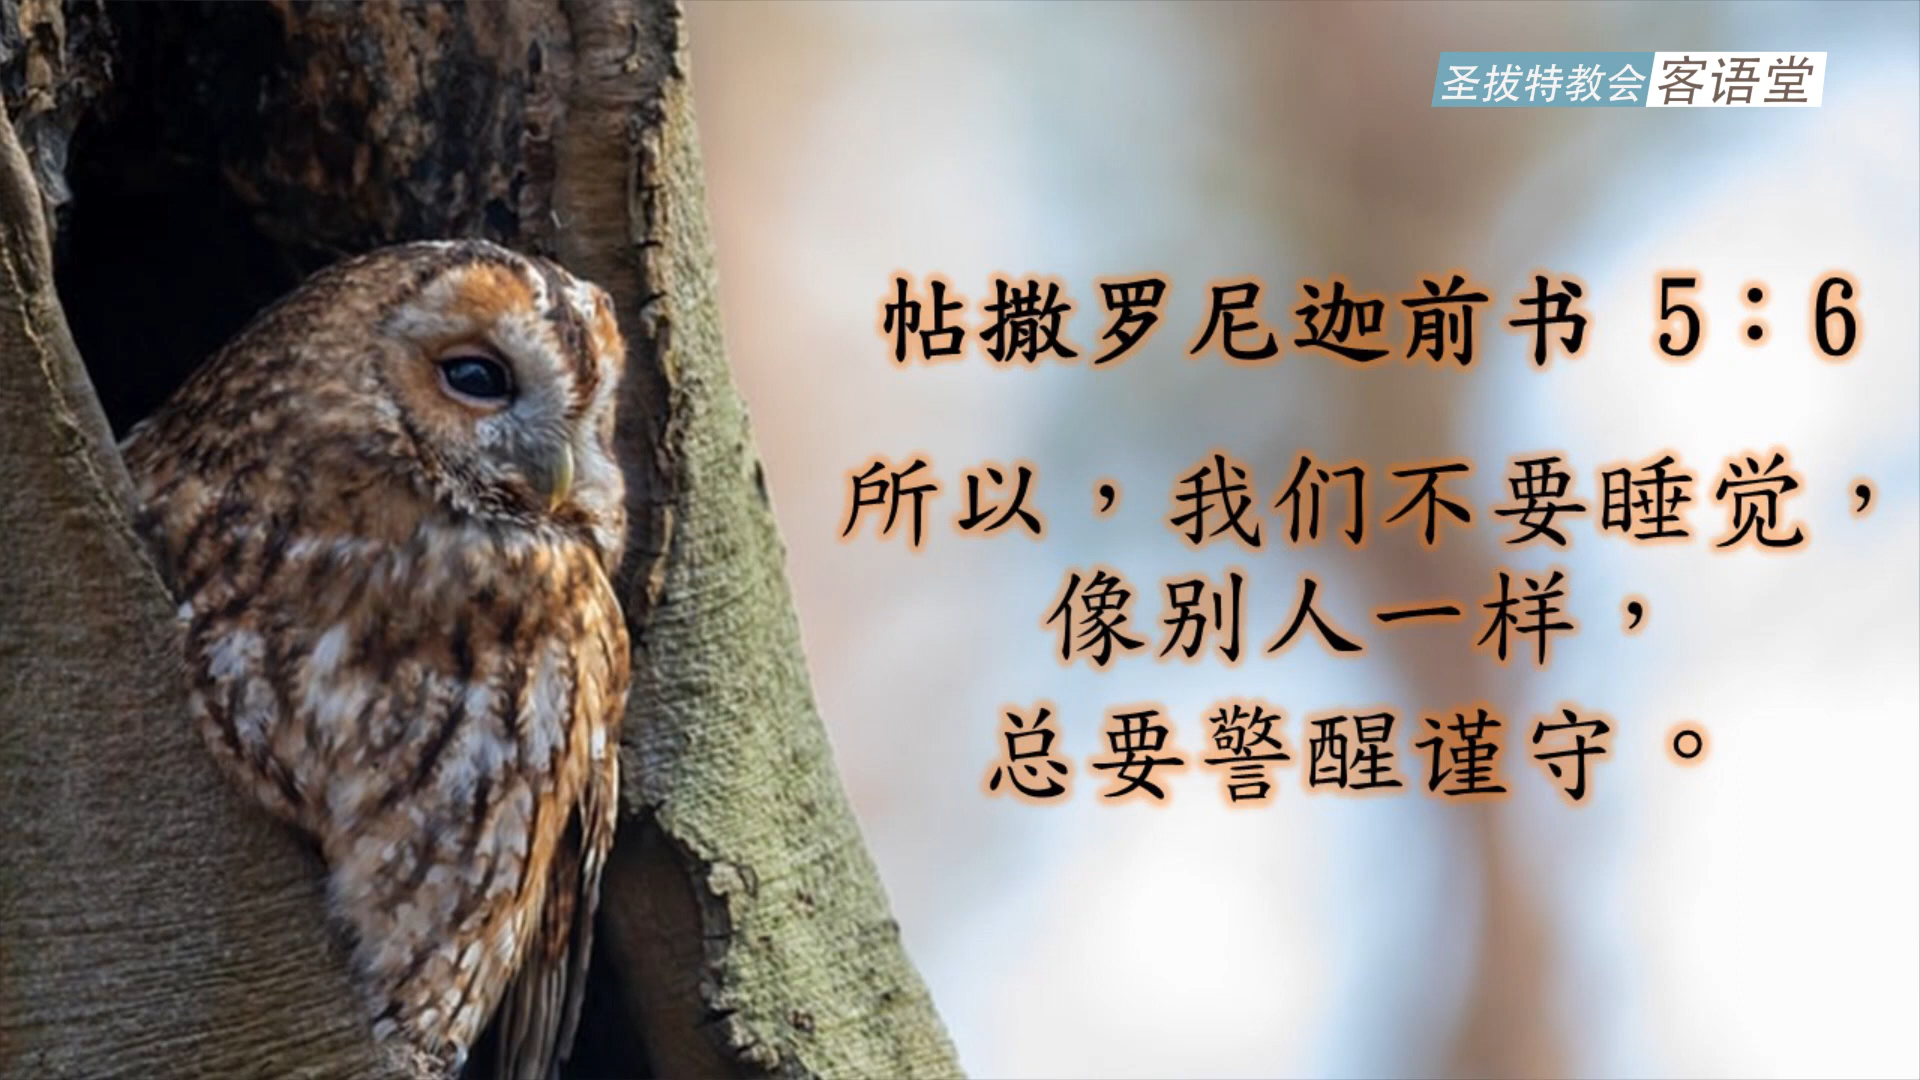 圣拔特教会客语堂
帖撒罗尼迦前书 5：6
所以，我们不要睡觉，
像别人一样，
总要警醒谨守。